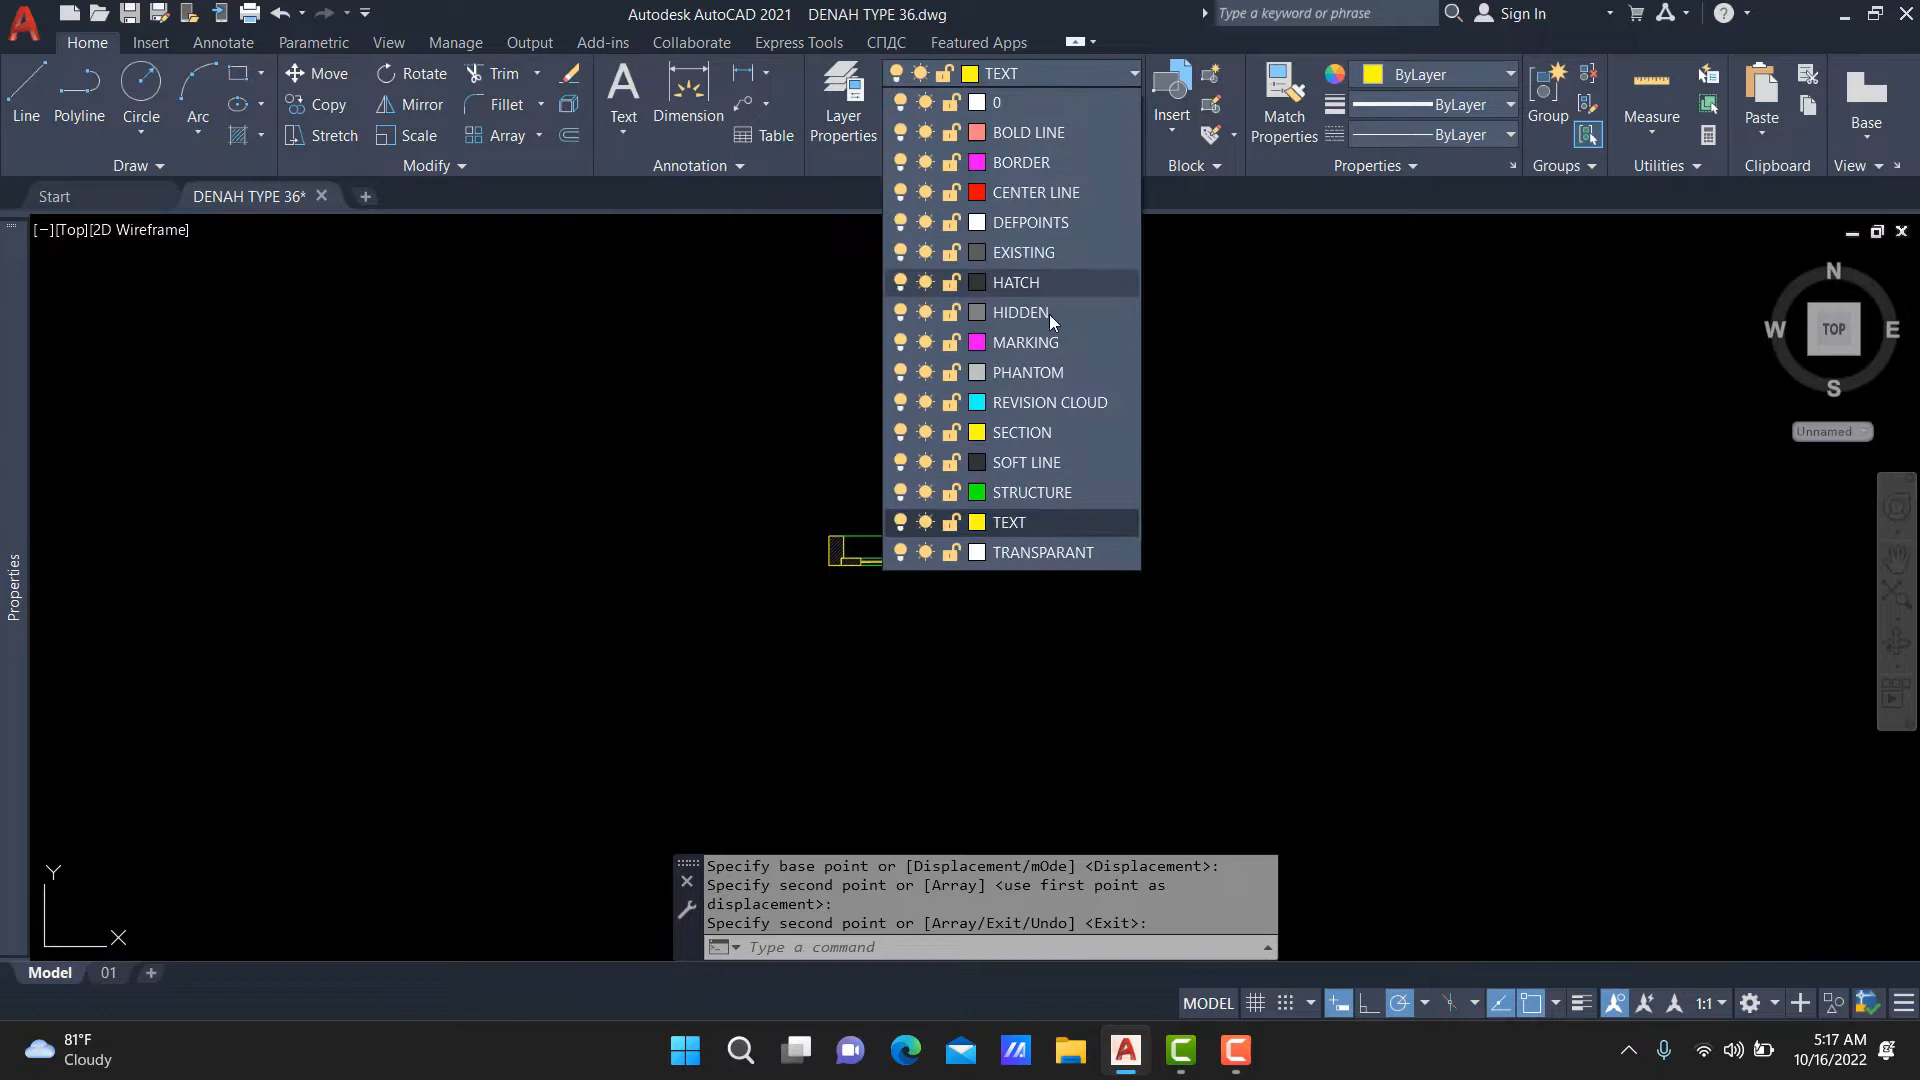 Autodesk AutoCAD 2021 DENAH TYPE 36.dwg
Type a keyword or phrase
Sign In
Home Insert Annotate Parametric View Manage Output Add-ins Collaborate Express Tools СПДС Featured Apps
Line Polyline Circle Arc
Move Rotate Trim
Copy Mirror Fillet
Stretch Scale Array
Text Dimension
Table
Layer Properties
TEXT
Insert
Match Properties
ByLayer
ByLayer
ByLayer
Group
Measure
Paste
Base
Draw Modify Annotation Block Properties Groups Utilities Clipboard View
0
BOLD LINE
BORDER
CENTER LINE
DEFPOINTS
EXISTING
HATCH
HIDDEN
MARKING
PHANTOM
REVISION CLOUD
SECTION
SOFT LINE
STRUCTURE
TEXT
TRANSPARANT
Start
DENAH TYPE 36*
[−][Top][2D Wireframe]
N
W TOP E
S
Unnamed
Properties
Y
X
Specify base point or [Displacement/mOde] <Displacement>:
Specify second point or [Array] <use first point as
displacement>:
Specify second point or [Array/Exit/Undo] <Exit>:
Type a command
Model 01
MODEL
1:1
81°F
Cloudy
5:17 AM
10/16/2022